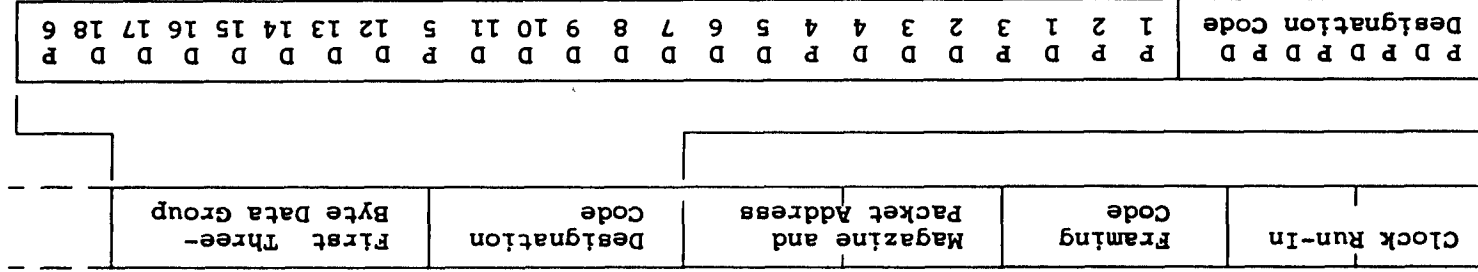 Clock Run-In
Framing
Code
Magazine and
Packet Address
Designation
Code
First Three-
Byte Data Group
P D P D P D P D
Designation Code
P P D P D D D P D D D D D D D P D D D D D D D P
1 2 1 3 2 3 4 4 5 6 7 8 9 10 11 5 12 13 14 15 16 17 18 6